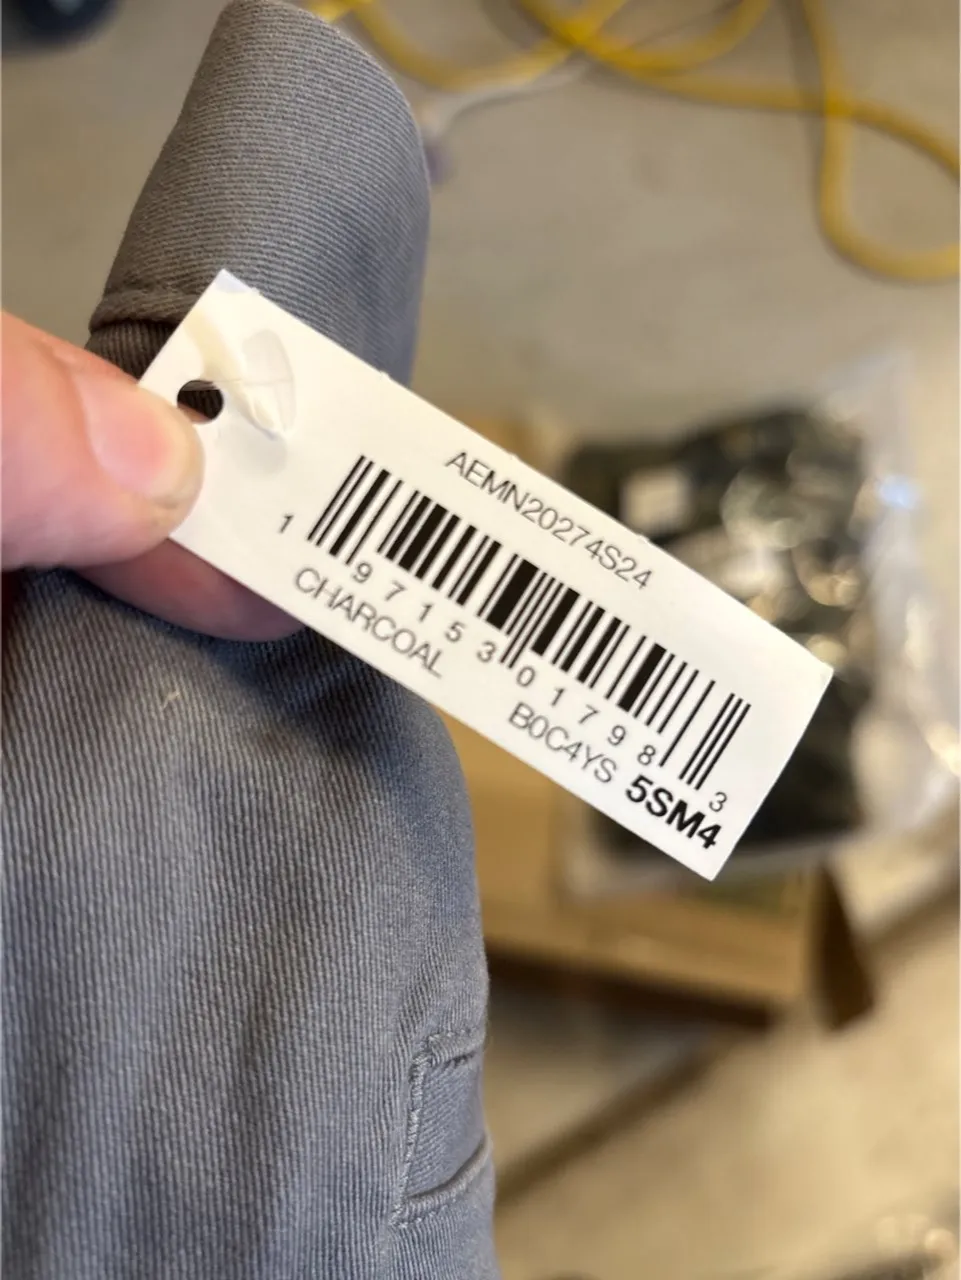 AEMN20274S24
1 97153 01798 3
CHARCOAL B0C4YS 5SM4